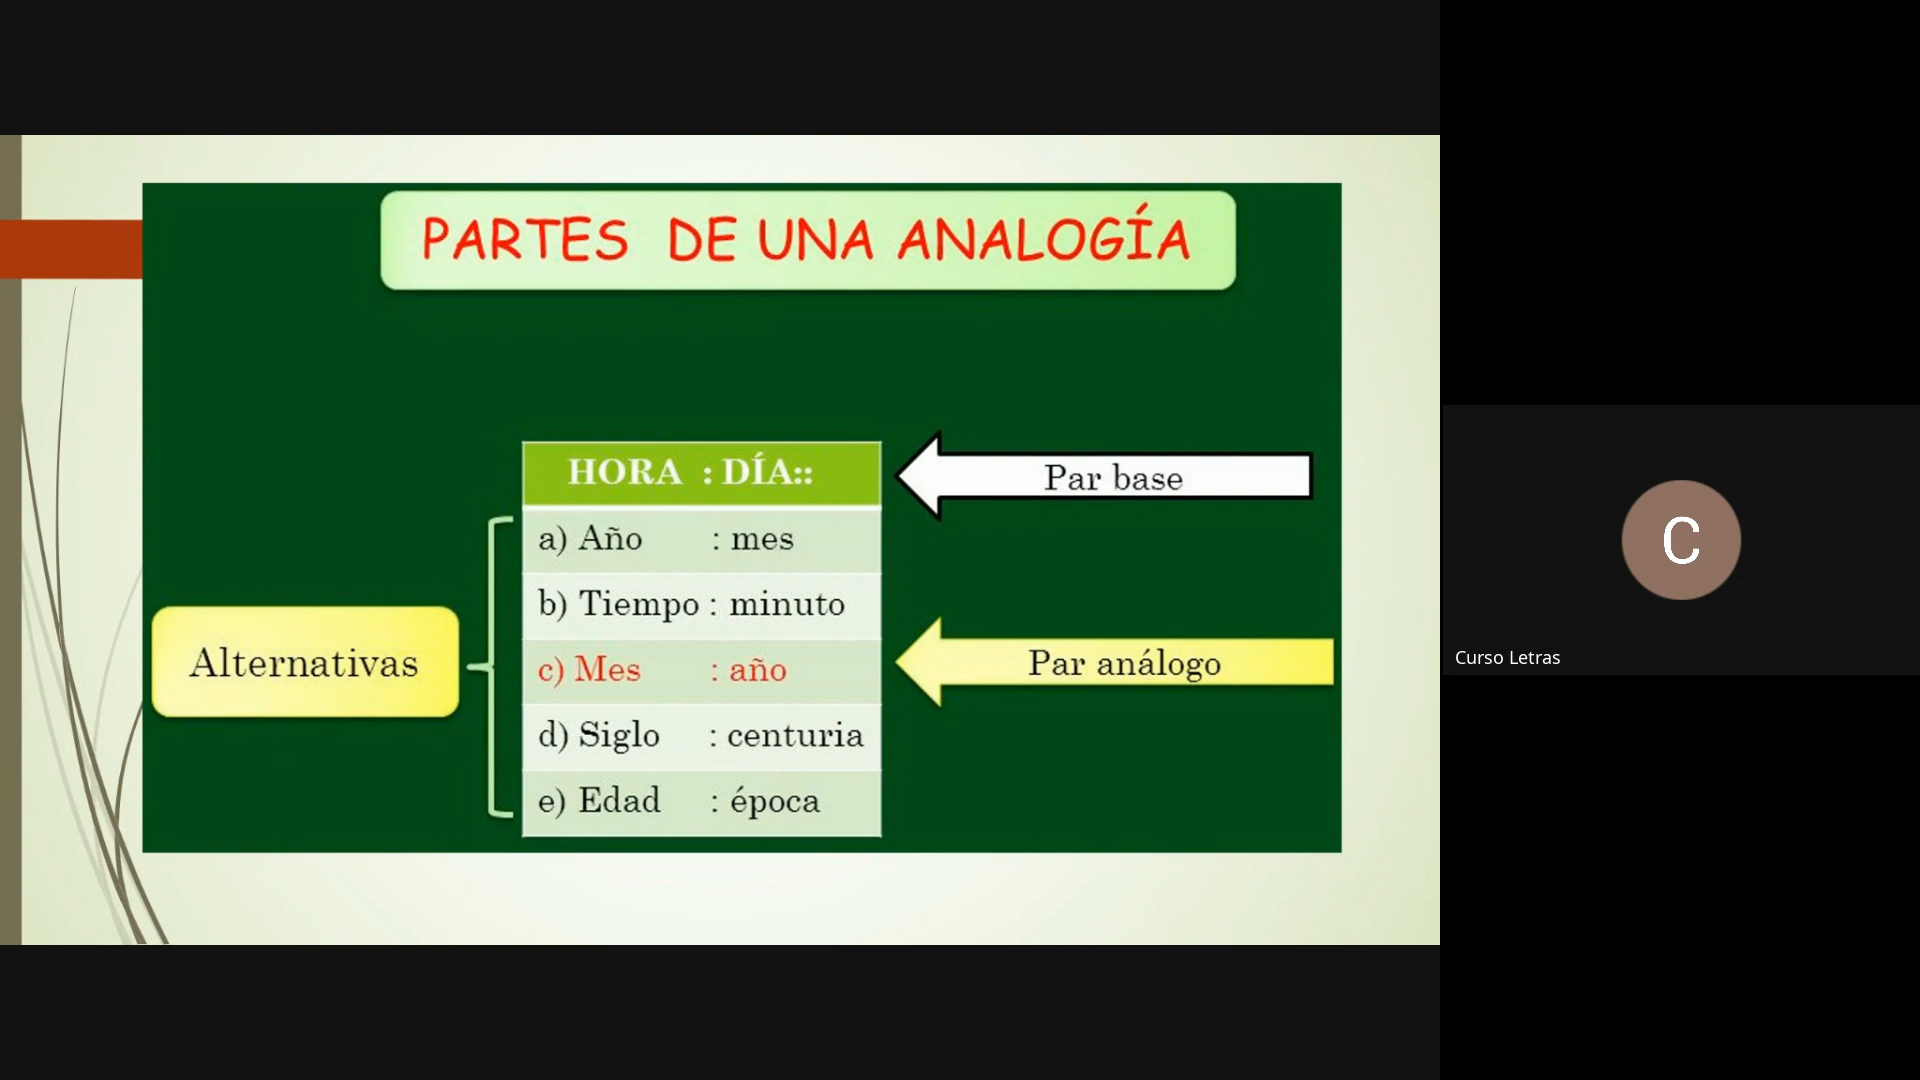 PARTES DE UNA ANALOGÍA
HORA : DÍA::
Par base
a) Año : mes
b) Tiempo : minuto
Alternativas
c) Mes : año
Par análogo
d) Siglo : centuria
e) Edad : época
C
Curso Letras